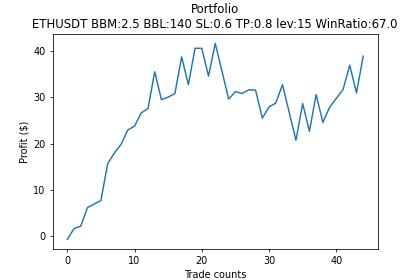 Portfolio
ETHUSDT BBM:2.5 BBL:140 SL:0.6 TP:0.8 lev:15 WinRatio:67.0
40
30
20
10
0
Profit ($)
0 10 20 30 40
Trade counts